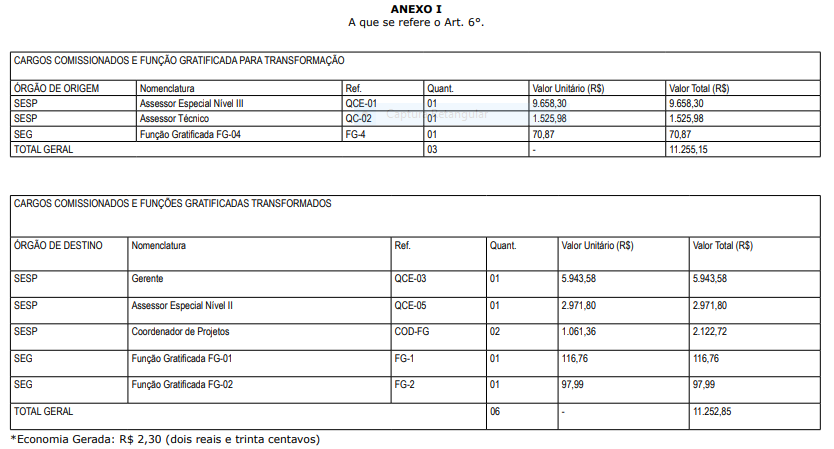 ANEXO I
A que se refere o Art. 6°.
CARGOS COMISSIONADOS E FUNÇÃO GRATIFICADA PARA TRANSFORMAÇÃO
ÓRGÃO DE ORIGEM Nomenclatura Ref. Quant. Valor Unitário (R$) Valor Total (R$)
SESP Assessor Especial Nível III QCE-01 01 9.658,30 9.658,30
SESP Assessor Técnico QC-02 01 1.525,98 1.525,98
Captura Retangular
SEG Função Gratificada FG-04 FG-4 01 70,87 70,87
TOTAL GERAL 03 - 11.255,15
CARGOS COMISSIONADOS E FUNÇÕES GRATIFICADAS TRANSFORMADOS
ÓRGÃO DE DESTINO Nomenclatura Ref. Quant. Valor Unitário (R$) Valor Total (R$)
SESP Gerente QCE-03 01 5.943,58 5.943,58
SESP Assessor Especial Nível II QCE-05 01 2.971,80 2.971,80
SESP Coordenador de Projetos COD-FG 02 1.061,36 2.122,72
SEG Função Gratificada FG-01 FG-1 01 116,76 116,76
SEG Função Gratificada FG-02 FG-2 01 97,99 97,99
TOTAL GERAL 06 - 11.252,85
*Economia Gerada: R$ 2,30 (dois reais e trinta centavos)